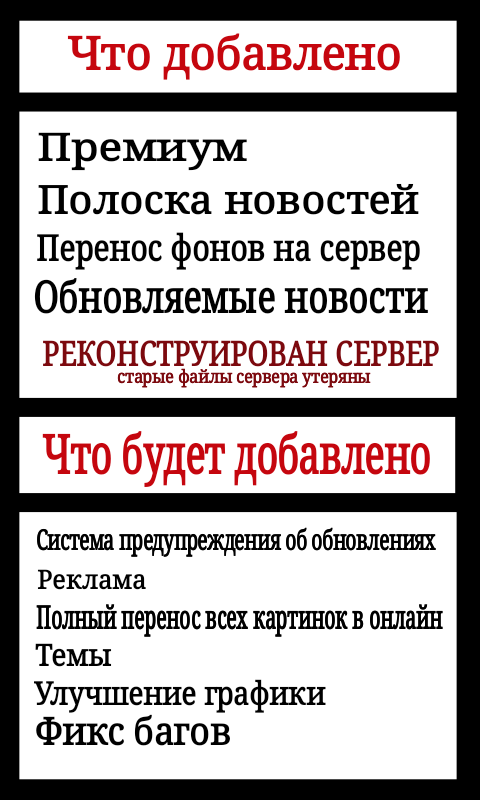 Что добавлено
Премиум
Полоска новостей
Перенос фонов на сервер
Обновляемые новости
РЕКОНСТРУИРОВАН СЕРВЕР
старые файлы сервера утеряны
Что будет добавлено
Система предупреждения об обновлениях
Реклама
Полный перенос всех картинок в онлайн
Темы
Улучшение графики
Фикс багов